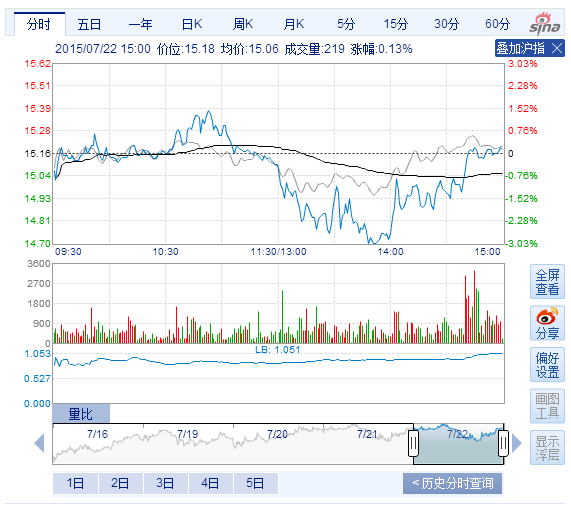 分时 五日 一年 日K 周K 月K 5分 15分 30分 60分 sina
2015/07/22 15:00 价位:15.18 均价:15.06 成交量:219 涨幅:0.13% 叠加沪指
15.62 3.03%
15.51 2.28%
15.39 1.52%
15.28 0.76%
15.16 0
15.04 -0.76%
14.93 -1.52%
14.81 -2.28%
14.70 -3.03%
09:30 10:30 11:30/13:00 14:00 15:00
3600
2700
1800
900
0
全屏
查看
分享
LB: 1.051
1.053
0.527
0.000
偏好
设置
量比
画图
工具
7/16 7/19 7/20 7/21 7/22
显示
浮层
1日 2日 3日 4日 5日 <历史分时查询